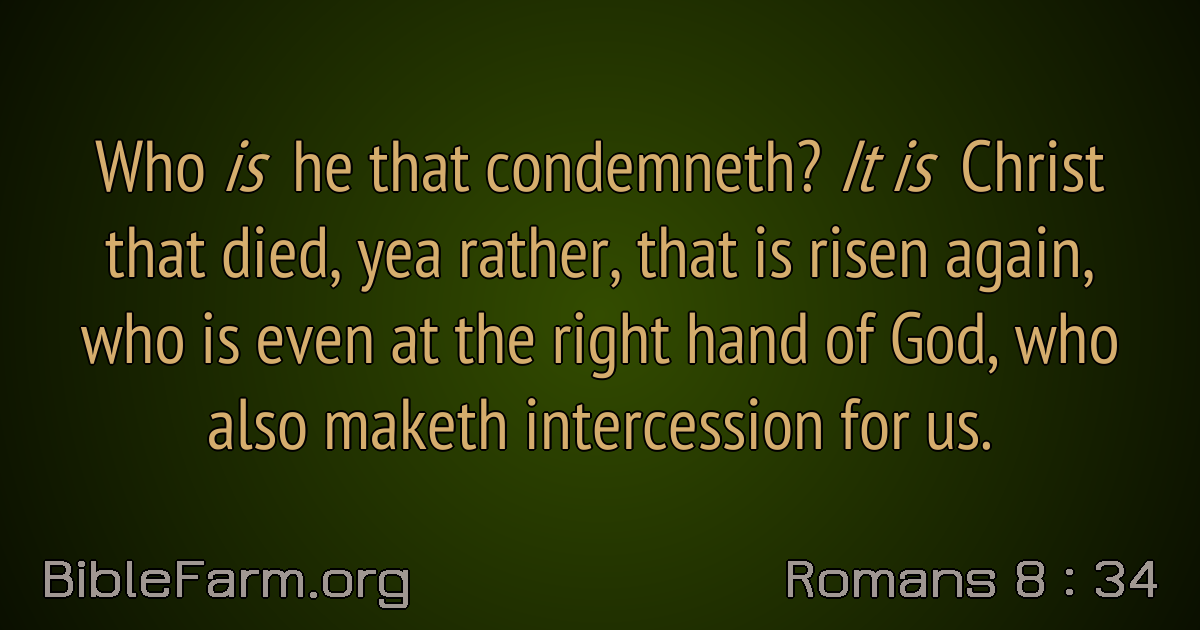 Who is he that condemneth? It is Christ
that died, yea rather, that is risen again,
who is even at the right hand of God, who
also maketh intercession for us.
BibleFarm.org
Romans 8 : 34